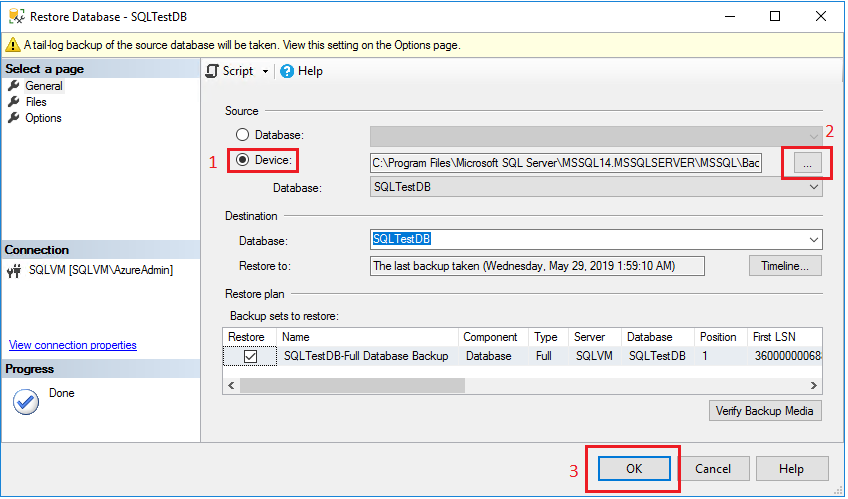 Restore Database - SQLTestDB
A tail-log backup of the source database will be taken. View this setting on the Options page.
Select a page
General
Files
Options
Script
Help
Source
Database:
1
Device:
C:\Program Files\Microsoft SQL Server\MSSQL14.MSSQLSERVER\MSSQL\Bac
...
2
Database:
SQLTestDB
Destination
Database:
SQLTestDB
Restore to:
The last backup taken (Wednesday, May 29, 2019 1:59:10 AM)
Timeline...
Restore plan
Backup sets to restore:
Restore Name Component Type Server Database Position First LSN
SQLTestDB-Full Database Backup Database Full SQLVM SQLTestDB 1 3600000006
Verify Backup Media
Connection
SQLVM [SQLVM\AzureAdmin]
View connection properties
Progress
Done
3
OK
Cancel
Help